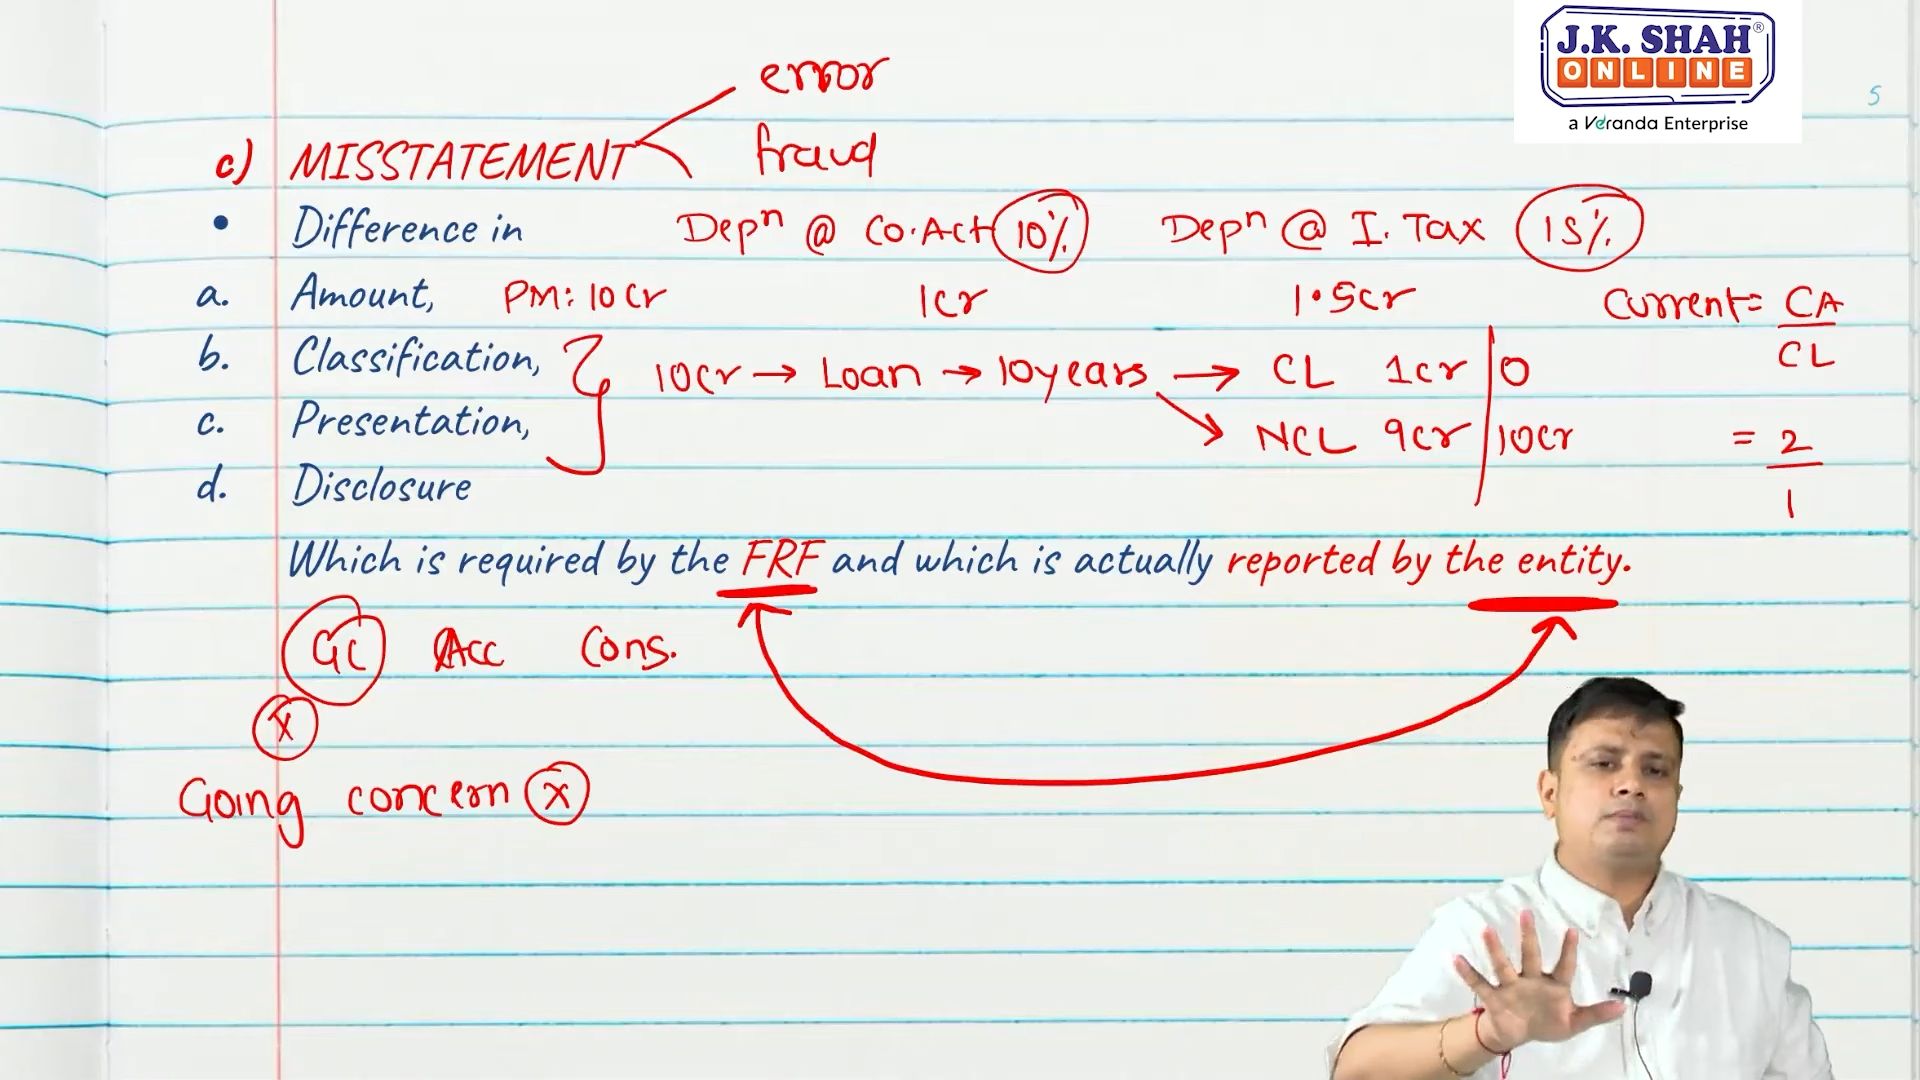 J.K. SHAH®
ONLINE
a Veranda Enterprise
5
error
c) MISSTATEMENT
fraud
• Difference in Depⁿ @ Co.Act 10% Depⁿ @ I. Tax 15%
a. Amount, PM: 10 Cr 1cr 1.5cr Current = CA
b. Classification, CL
10cr → Loan → 10years → CL 1cr | 0
c. Presentation, NCL 9cr | 10cr = 2
d. Disclosure 1
Which is required by the FRF and which is actually reported by the entity.
GC Acc Cons.
x
Going concern x